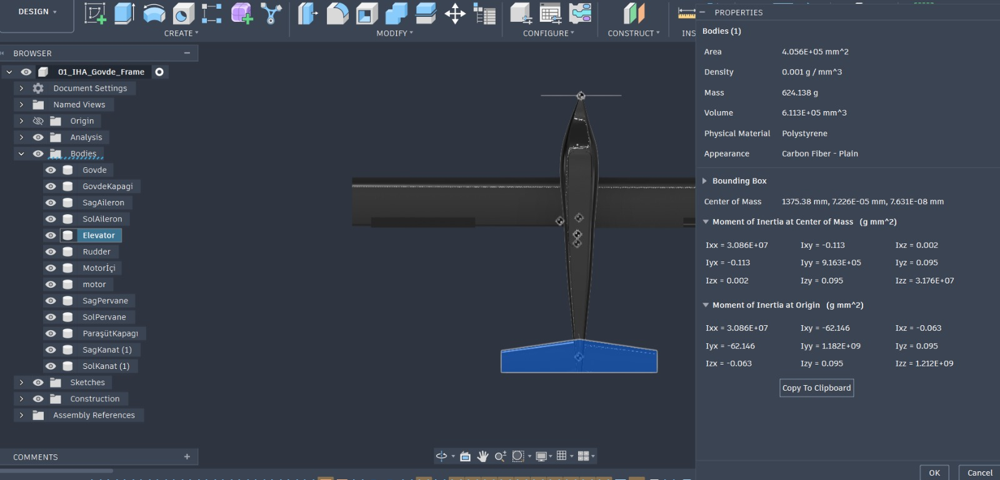 DESIGN
CREATE
MODIFY
CONFIGURE
CONSTRUCT
INS
BROWSER
01_IHA_Govde_Frame
Document Settings
Named Views
Origin
Analysis
Bodies
Govde
GovdeKapagi
SagAileron
SolAileron
Elevator
Rudder
Motorİçi
motor
SagPervane
SolPervane
ParaşütKapagı
SagKanat (1)
SolKanat (1)
Sketches
Construction
Assembly References
COMMENTS
PROPERTIES
Bodies (1)
Area 4.056E+05 mm^2
Density 0.001 g / mm^3
Mass 624.138 g
Volume 6.113E+05 mm^3
Physical Material Polystyrene
Appearance Carbon Fiber - Plain
Bounding Box
Center of Mass 1375.38 mm, 7.226E-05 mm, 7.631E-08 mm
Moment of Inertia at Center of Mass (g mm^2)
Ixx = 3.086E+07 Ixy = -0.113 Ixz = 0.002
Iyx = -0.113 Iyy = 9.163E+05 Iyz = 0.095
Izx = 0.002 Izy = 0.095 Izz = 3.176E+07
Moment of Inertia at Origin (g mm^2)
Ixx = 3.086E+07 Ixy = -62.146 Ixz = -0.063
Iyx = -62.146 Iyy = 1.182E+09 Iyz = 0.095
Izx = -0.063 Izy = 0.095 Izz = 1.212E+09
Copy To Clipboard
OK Cancel